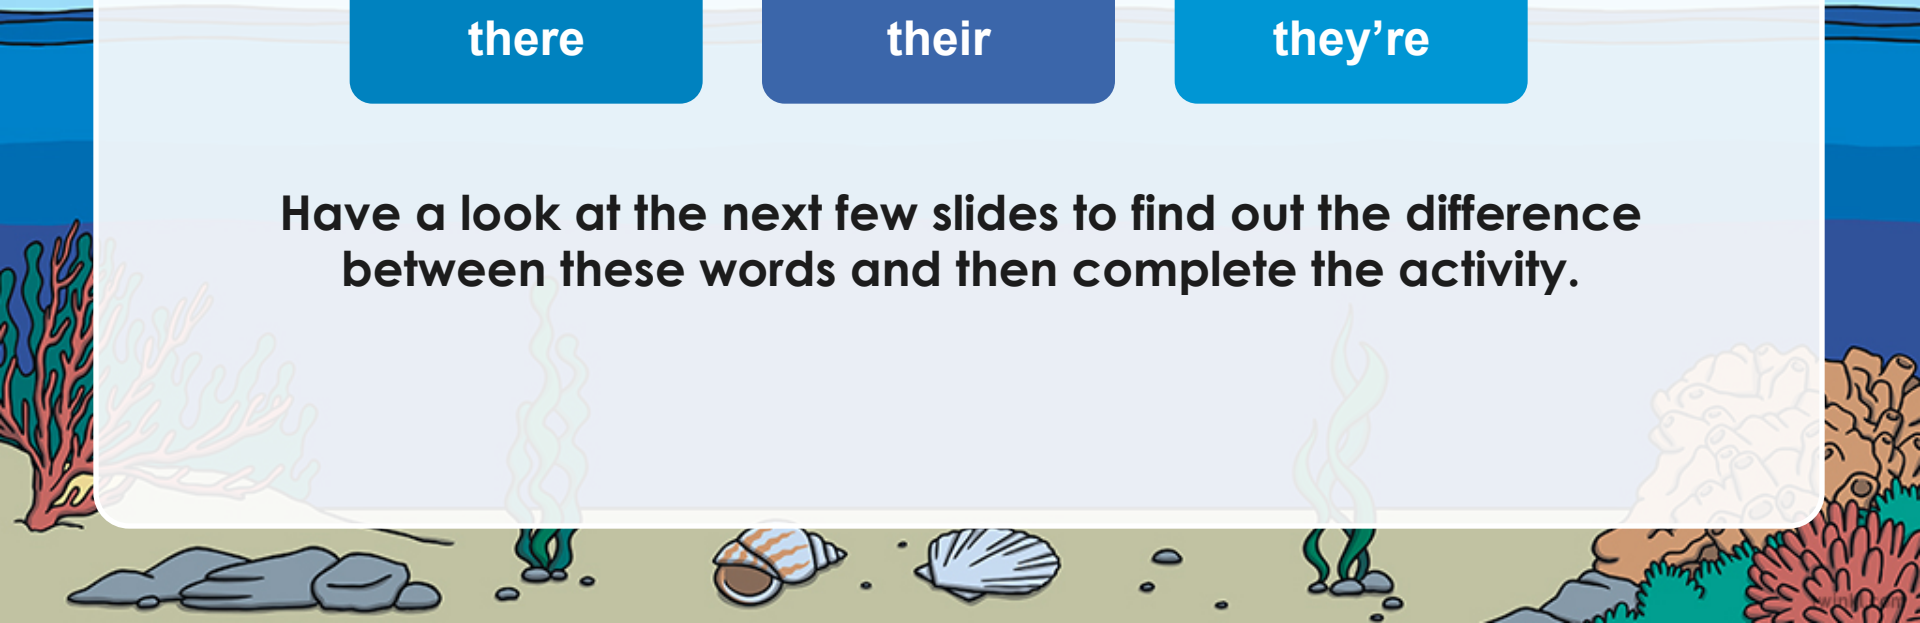 there
their
they’re
Have a look at the next few slides to find out the difference
between these words and then complete the activity.